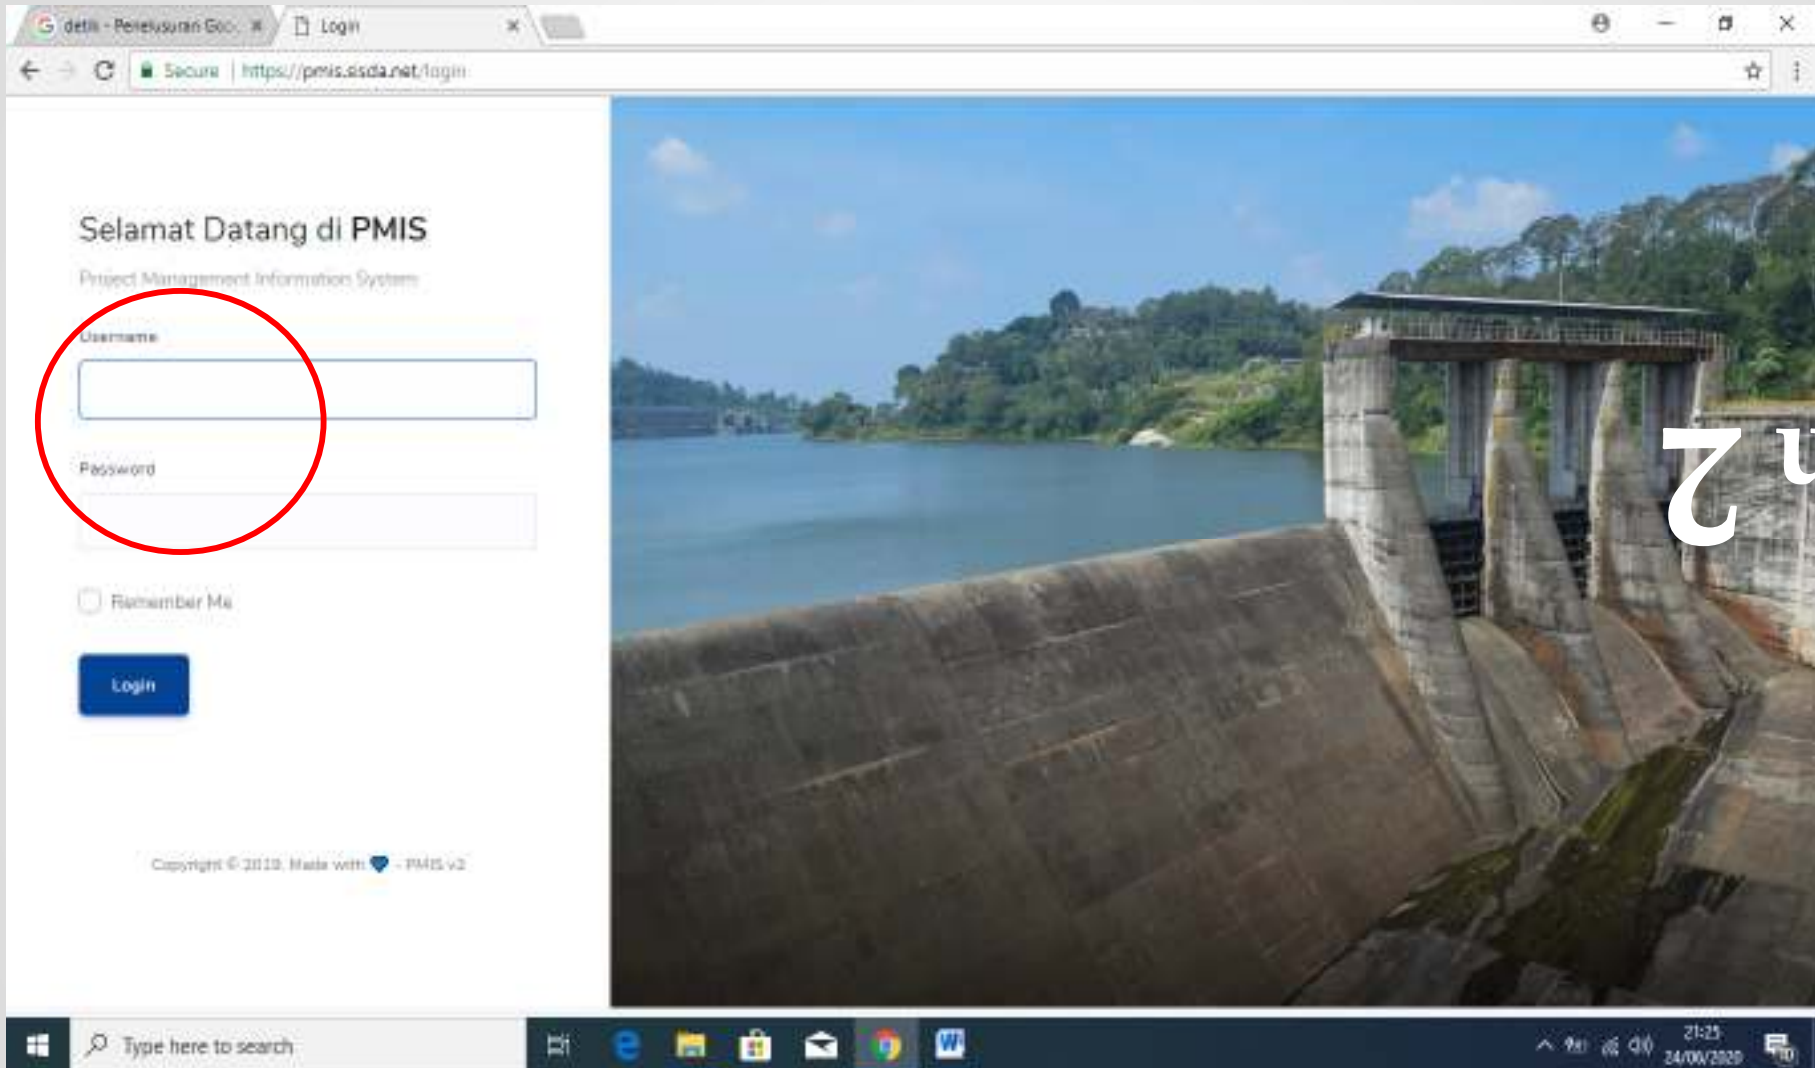 detik - Penelusuran Goo
Login
Secure | https://pmis.sisda.net/login
Selamat Datang di PMIS
Project Management Information System
Username
Password
Remember Me
Login
Copyright © 2019. Made with - PMIS v2
Type here to search
21:25
24/06/2020